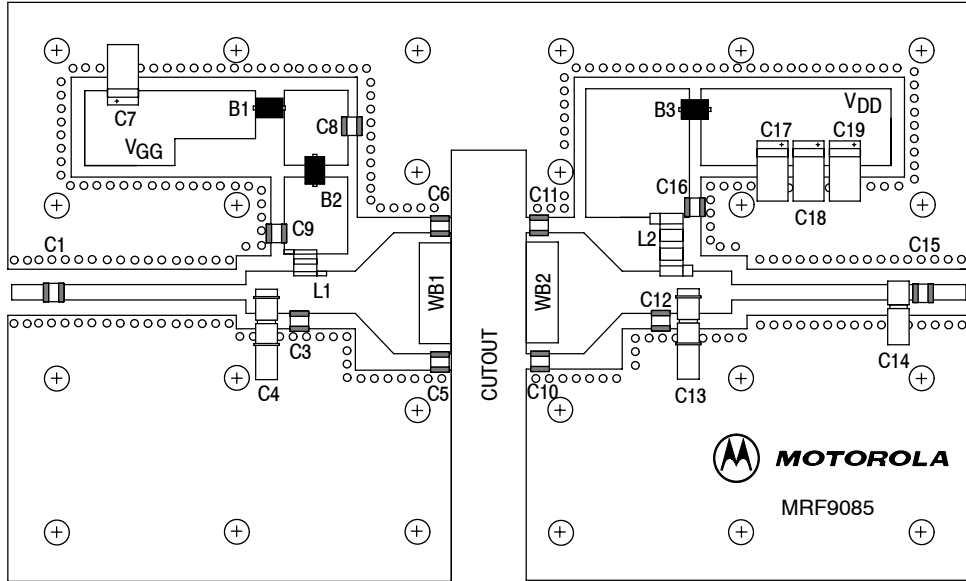 C7
B1
C8
VGG
B2
C9
C6
C1
L1
WB1
C3
C4
C5
CUTOUT
B3
VDD
C17
C19
C16
C18
C11
L2
C15
WB2
C12
C14
C10
C13
MOTOROLA
MRF9085